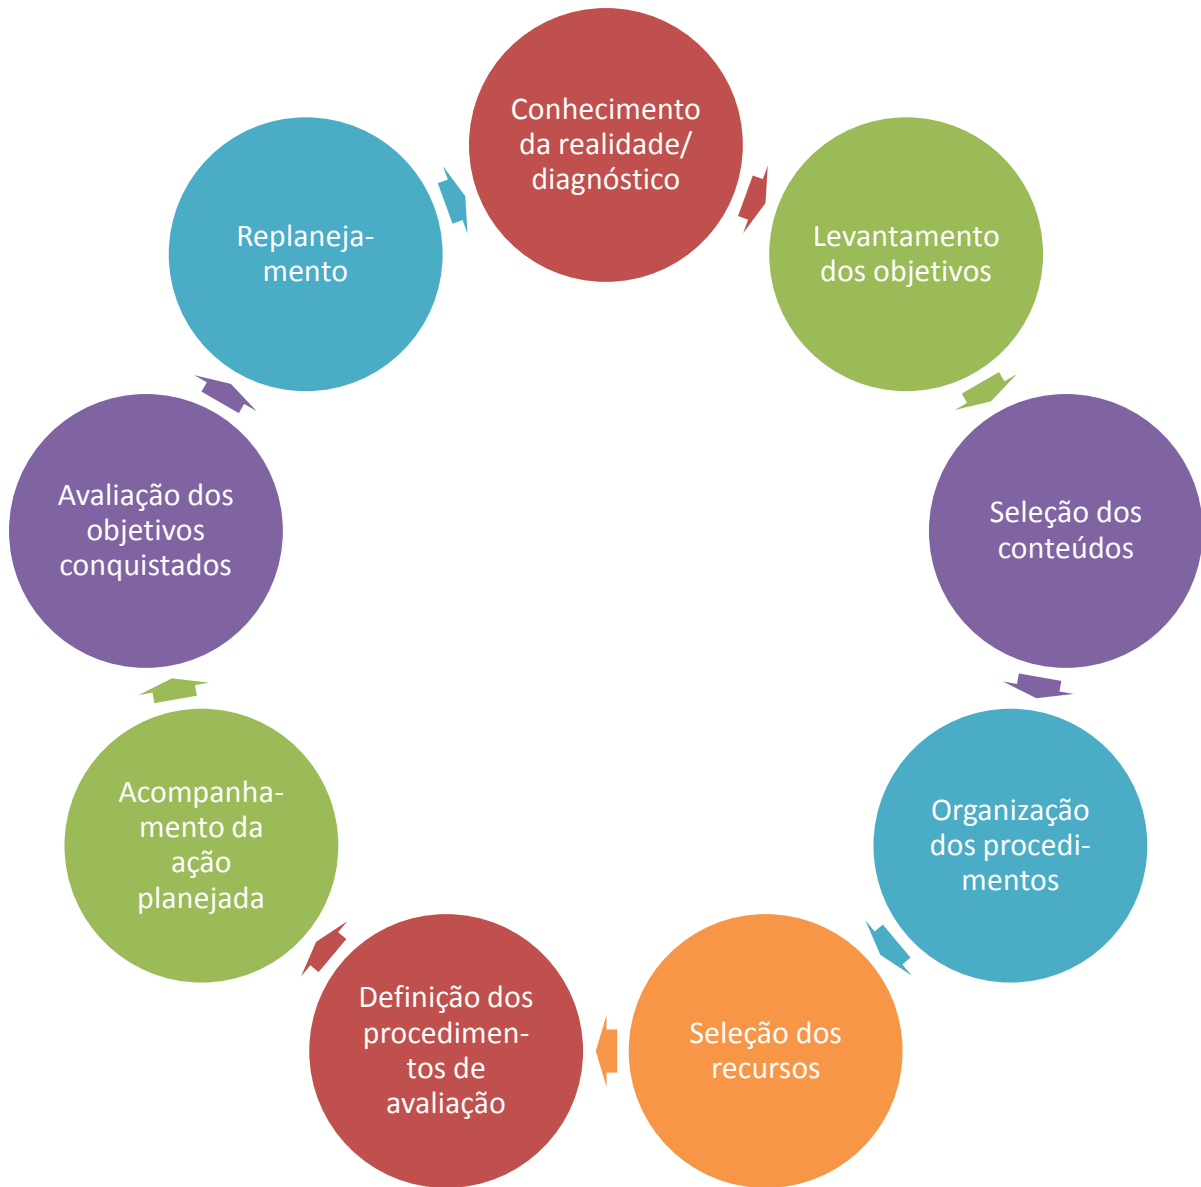 Conhecimento
da realidade/
diagnóstico
Levantamento
dos objetivos
Seleção dos
conteúdos
Organização
dos procedi-
mentos
Seleção dos
recursos
Definição dos
procedimen-
tos de
avaliação
Acompanha-
mento da
ação
planejada
Avaliação dos
objetivos
conquistados
Replaneja-
mento